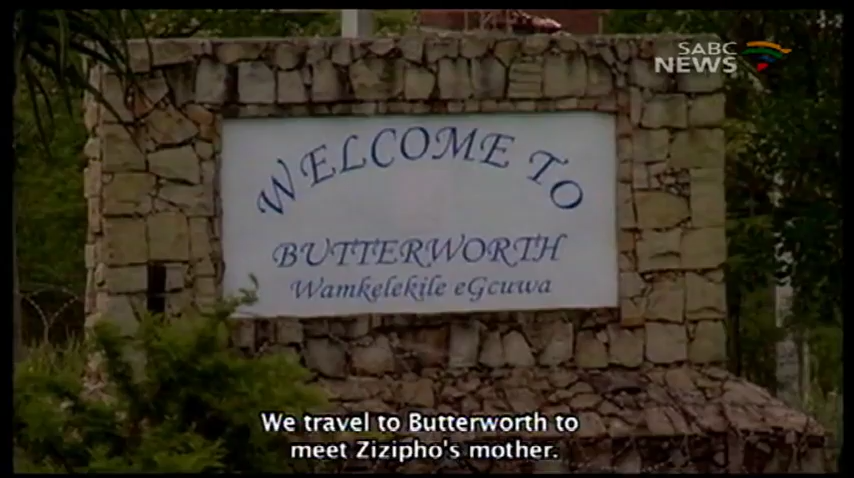 SABC
NEWS
WELCOME TO
BUTTERWORTH
Wamkelekile eGcuwa
We travel to Butterworth to
meet Zizipho's mother.